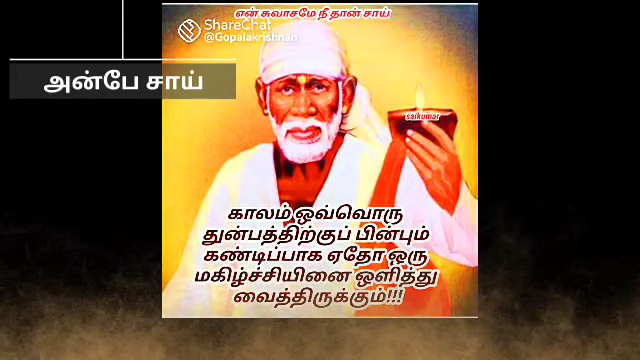 என் சுவாசமே நீ தான் சாய்
ShareChat
@Gopalakrishnan
அன்பே சாய்
saikumar
காலம் ஒவ்வொரு
துன்பத்திற்குப் பின்பும்
கண்டிப்பாக ஏதோ ஒரு
மகிழ்ச்சியினை ஒளித்து
வைத்திருக்கும்!!!